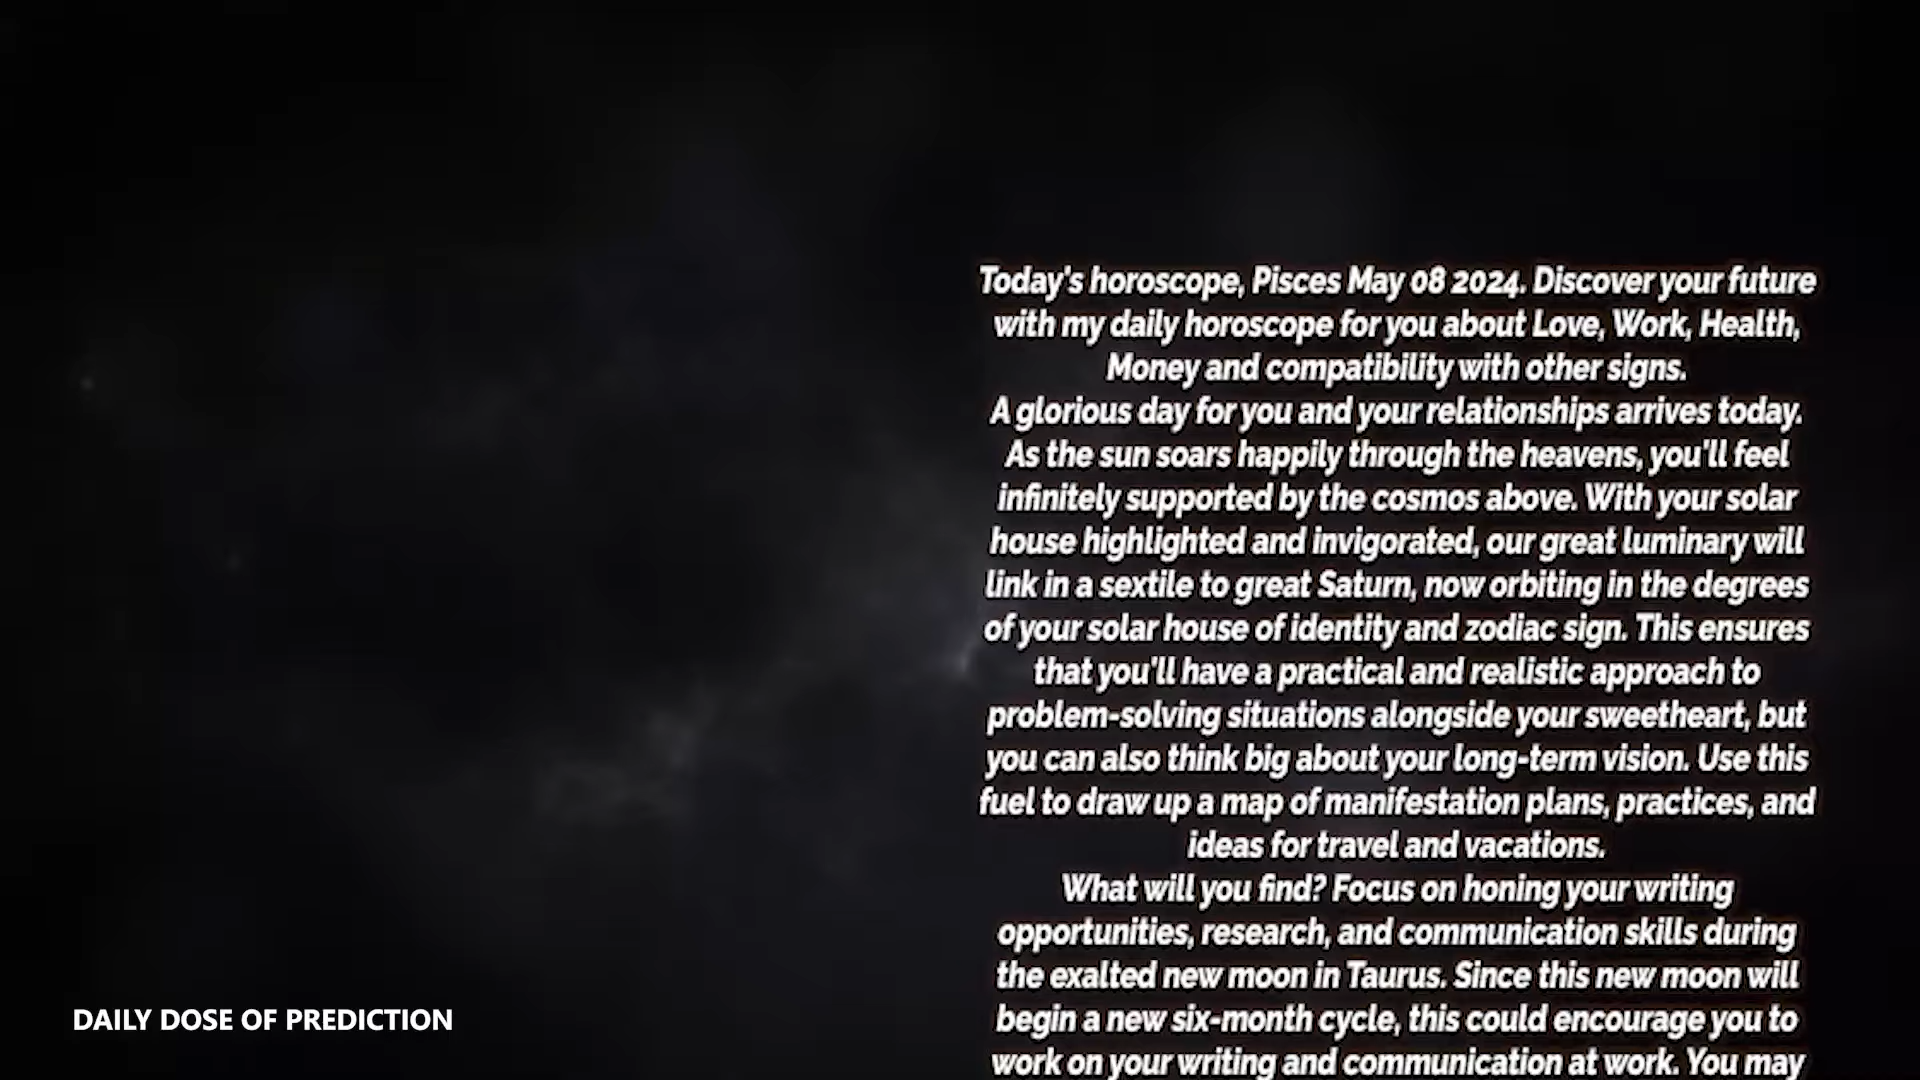 Today's horoscope, Pisces May 08 2024. Discover your future
with my daily horoscope for you about Love, Work, Health,
Money and compatibility with other signs.
A glorious day for you and your relationships arrives today.
As the sun soars happily through the heavens, you'll feel
infinitely supported by the cosmos above. With your solar
house highlighted and invigorated, our great luminary will
link in a sextile to great Saturn, now orbiting in the degrees
of your solar house of identity and zodiac sign. This ensures
that you'll have a practical and realistic approach to
problem-solving situations alongside your sweetheart, but
you can also think big about your long-term vision. Use this
fuel to draw up a map of manifestation plans, practices, and
ideas for travel and vacations.
What will you find? Focus on honing your writing
opportunities, research, and communication skills during
the exalted new moon in Taurus. Since this new moon will
begin a new six-month cycle, this could encourage you to
work on your writing and communication at work. You may
DAILY DOSE OF PREDICTION